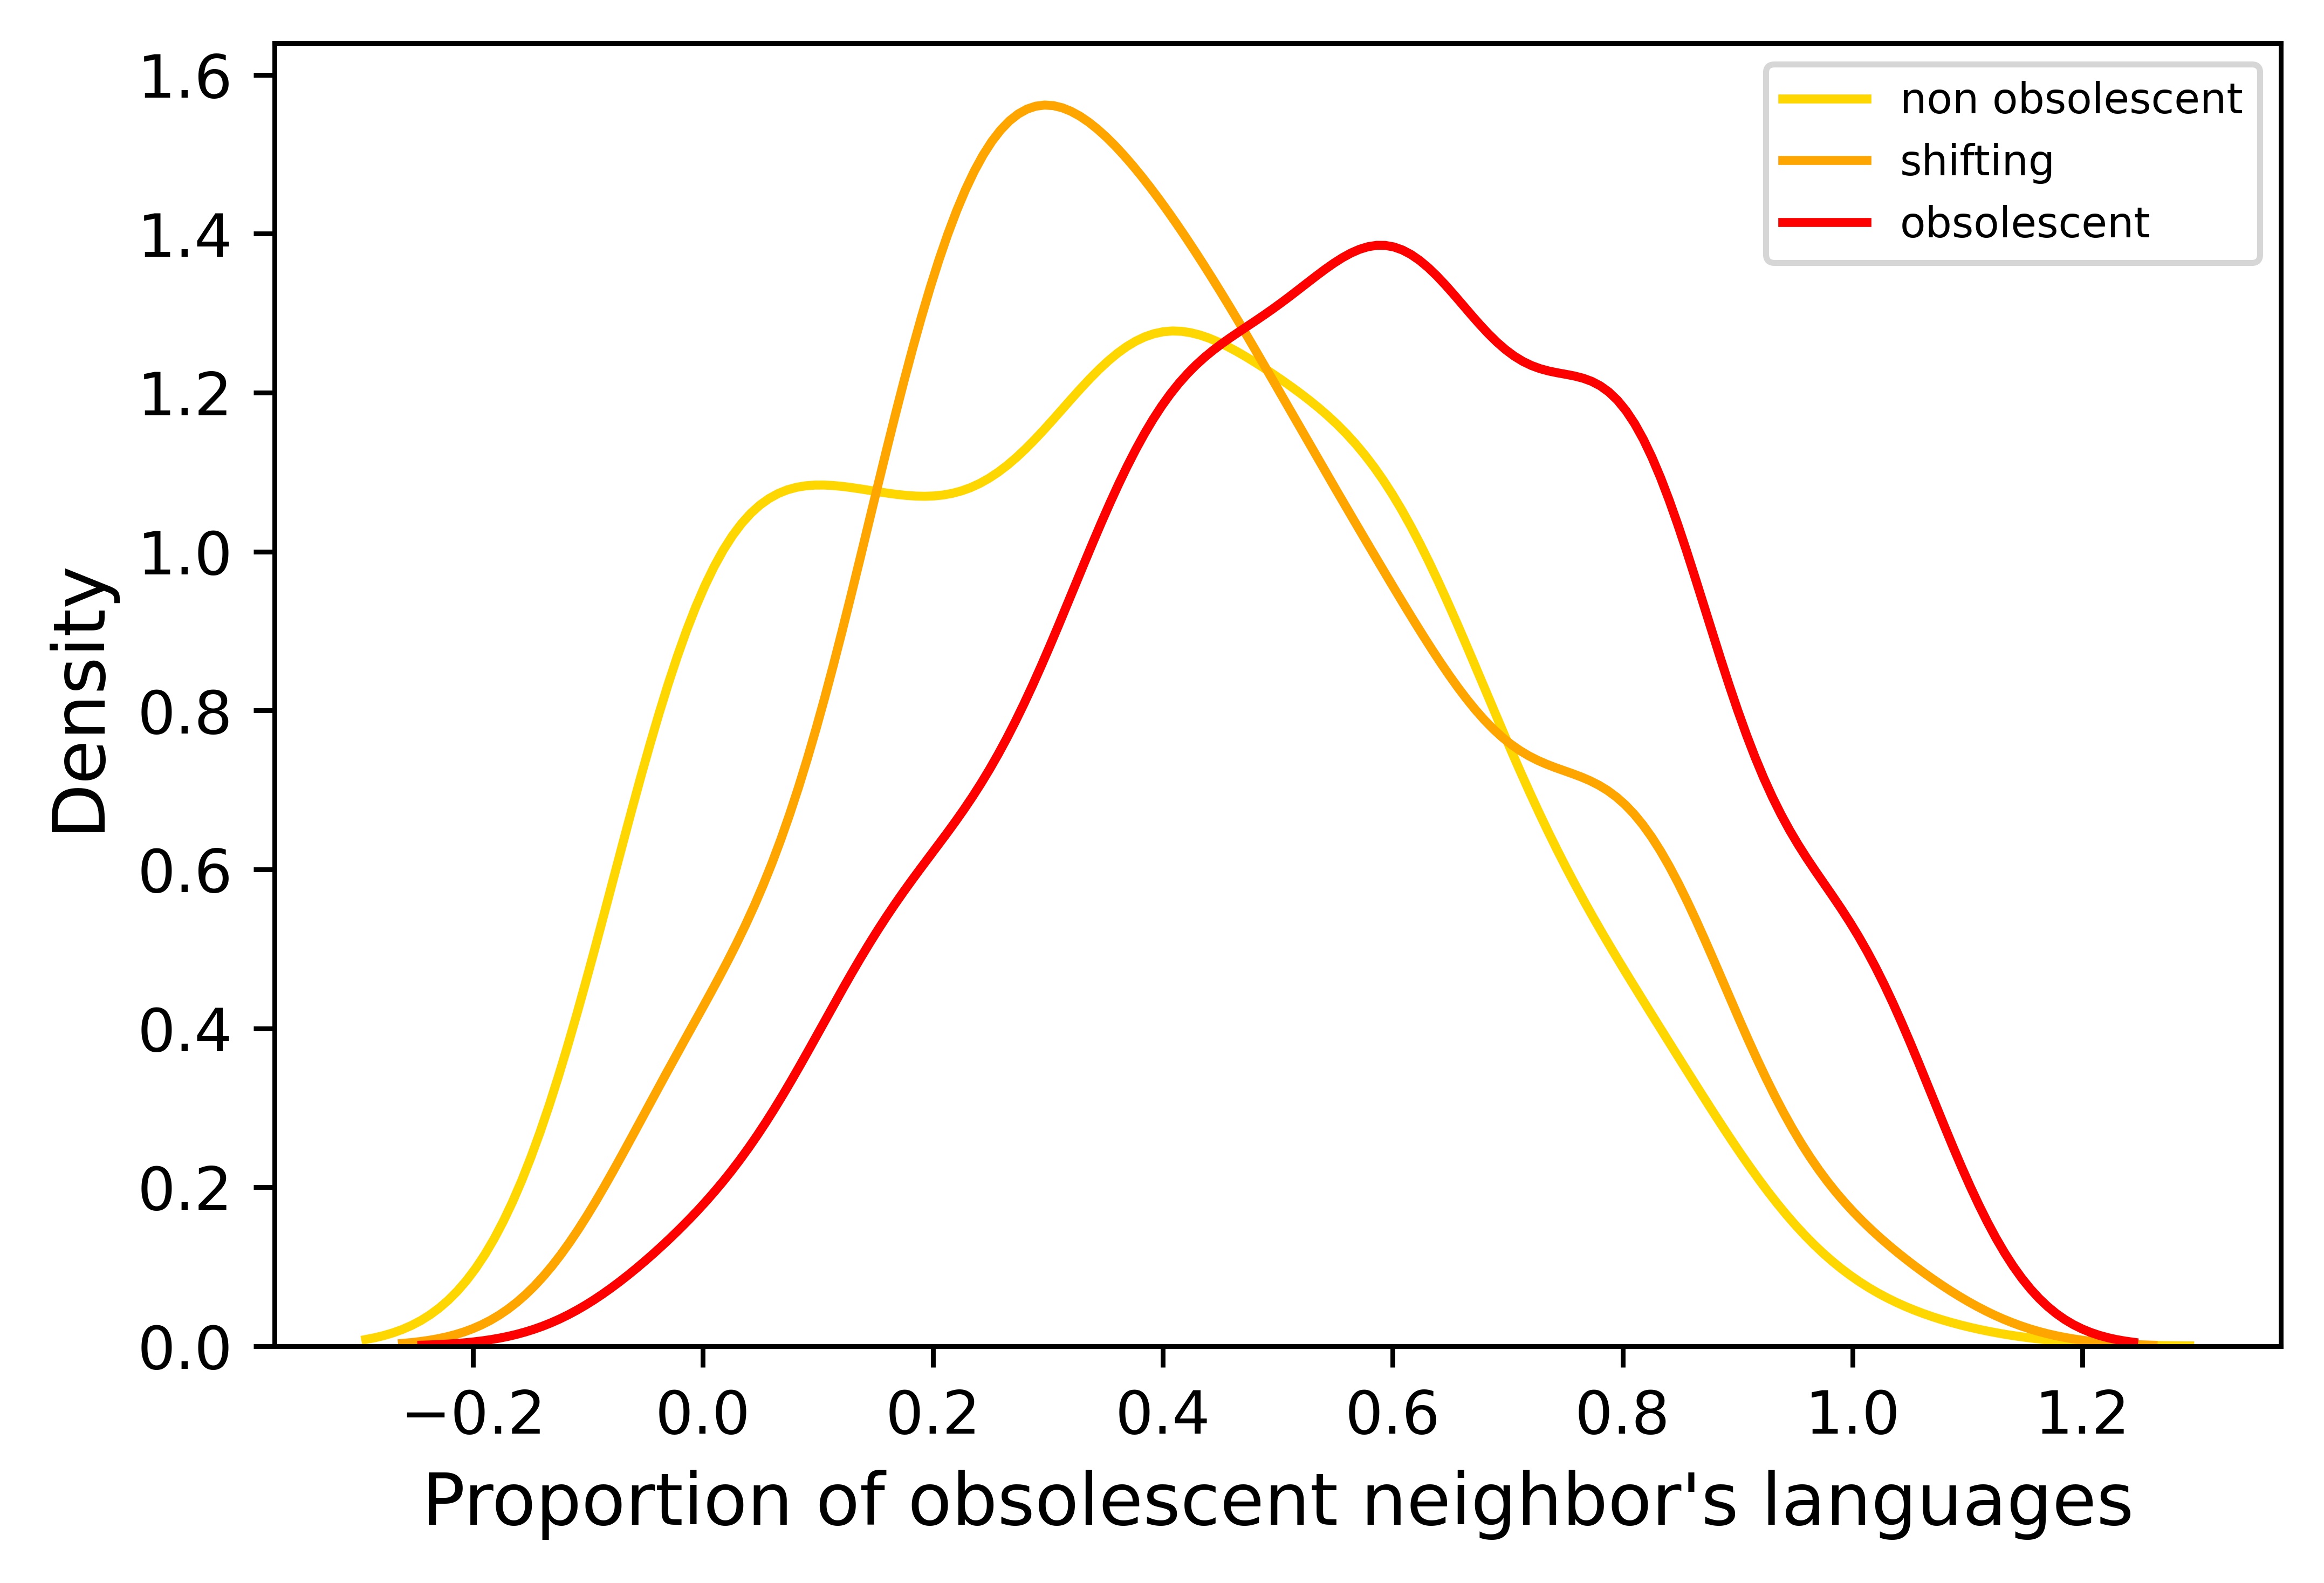 1.6
1.4
1.2
1.0
0.8
0.6
0.4
0.2
0.0
Density
non obsolescent
shifting
obsolescent
−0.2 0.0 0.2 0.4 0.6 0.8 1.0 1.2
Proportion of obsolescent neighbor's languages